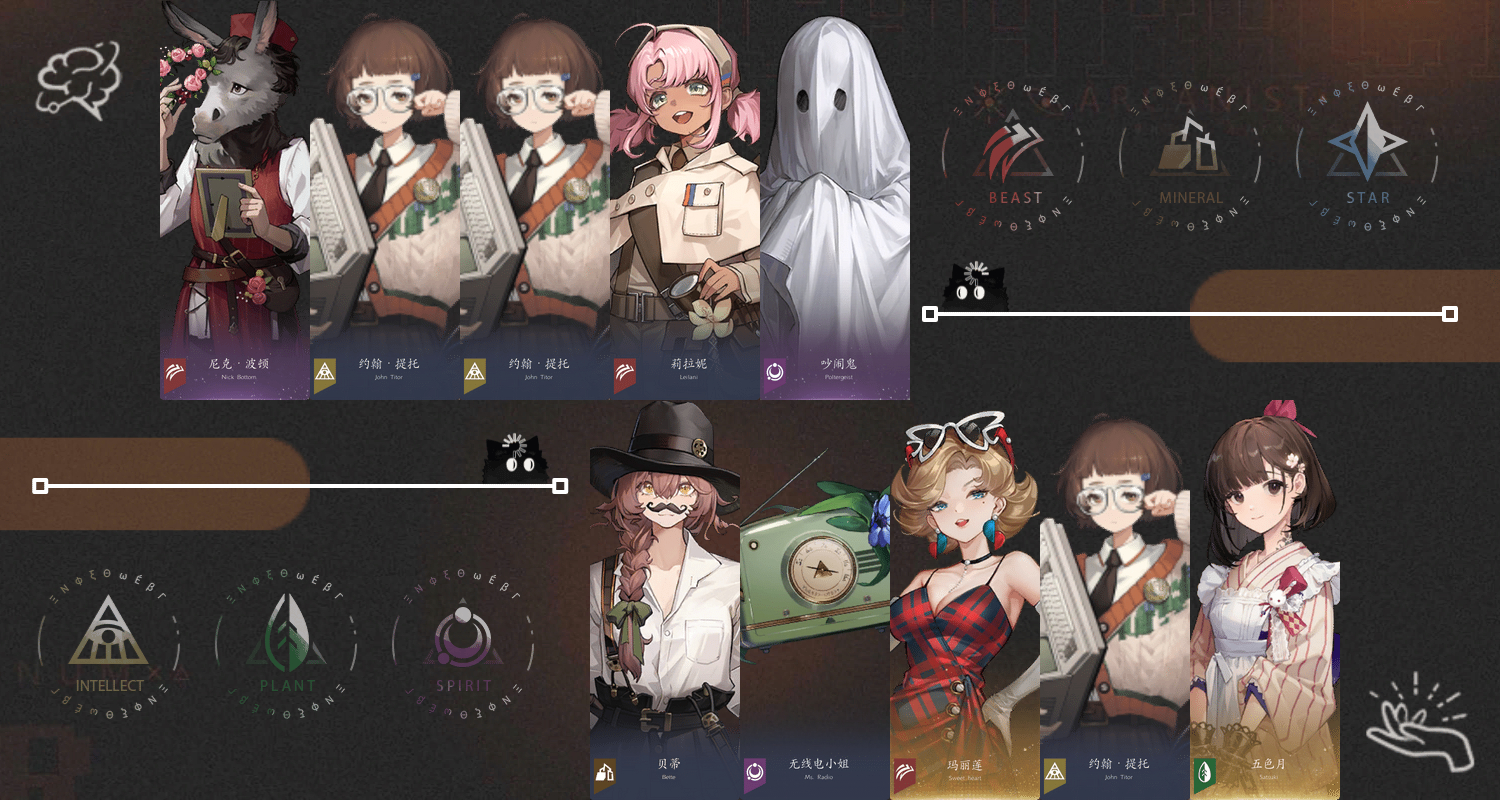 尼克·波顿
Nick Bottom
约翰·提托
John Titor
约翰·提托
John Titor
莉拉妮
Leilani
吵闹鬼
Poltergeist
BEAST
MINERAL
STAR
INTELLECT
PLANT
SPIRIT
贝蒂
Bette
无线电小姐
Ms. Radio
玛丽莲
Sweetheart
约翰·提托
John Titor
五色月
Satsuki